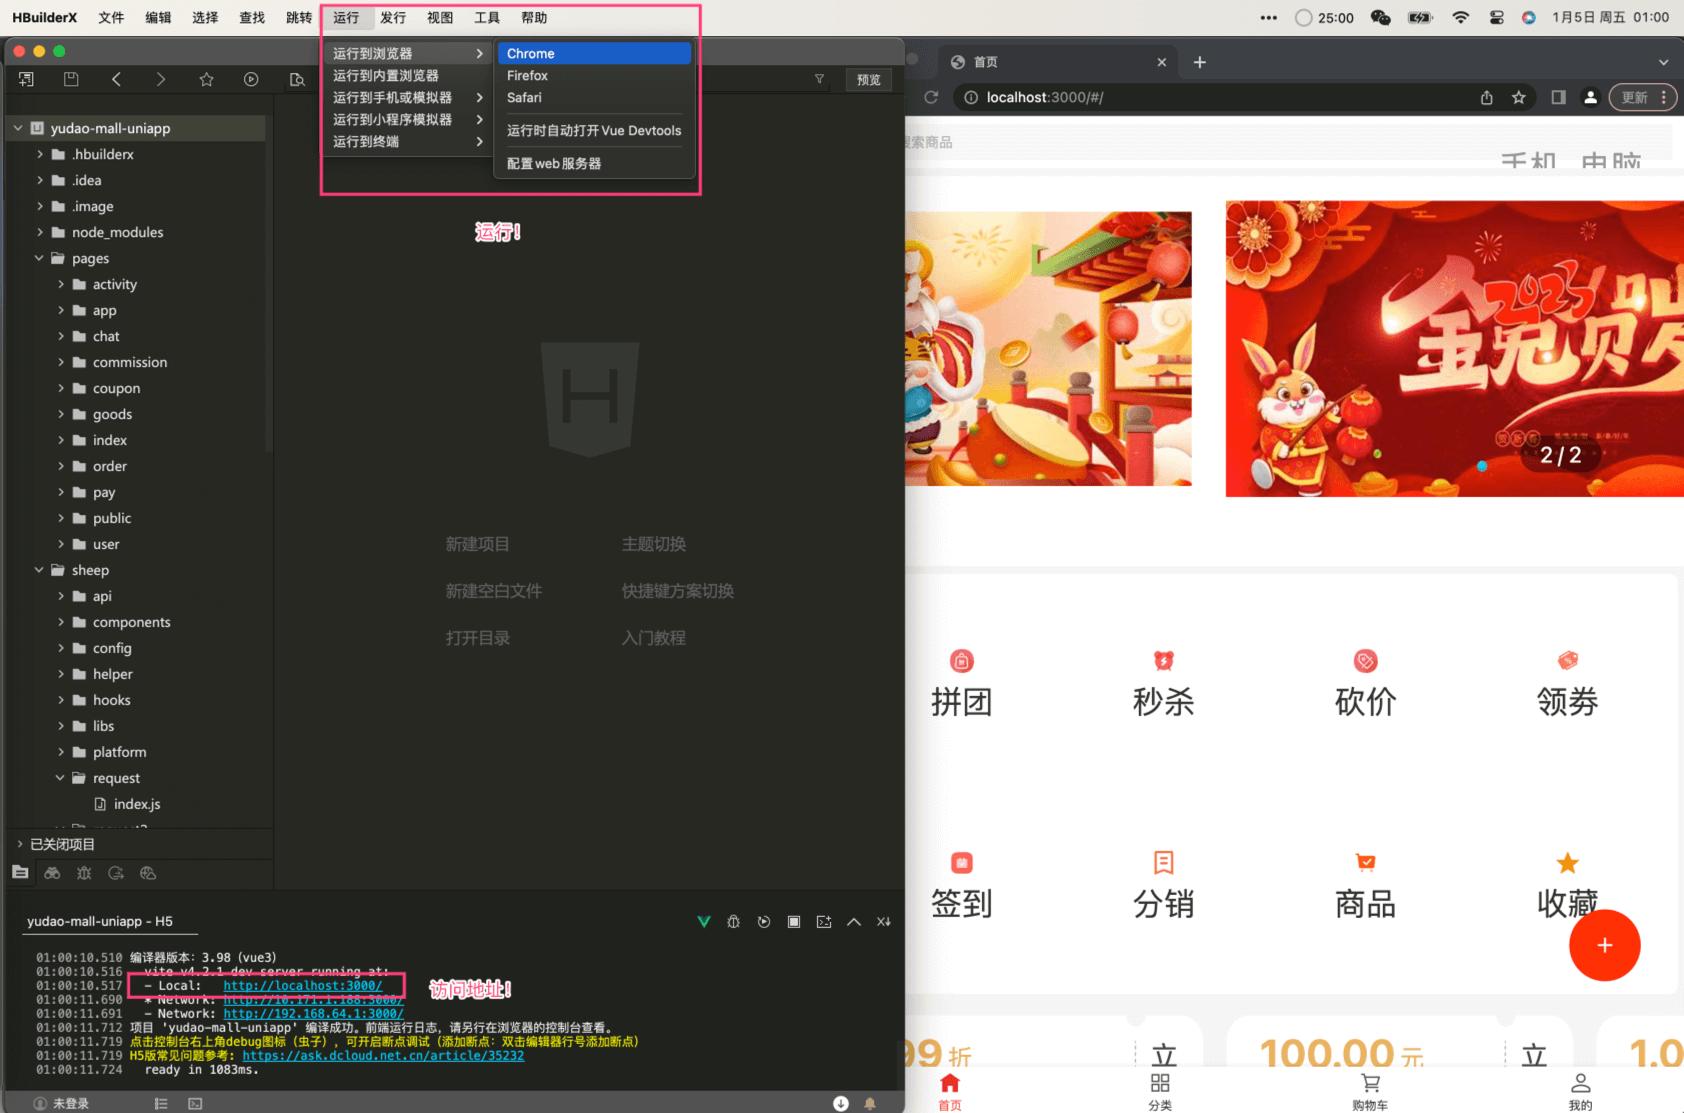 HBuilderX 文件 编辑 选择 查找 跳转 运行 发行 视图 工具 帮助
25:00 1月5日 周五 01:00
运行到浏览器
运行到内置浏览器
运行到手机或模拟器
运行到小程序模拟器
运行到终端
Chrome
Firefox
Safari
运行时自动打开 Vue Devtools
配置web服务器
运行!
预览
yudao-mall-uniapp
.hbuilderx
.idea
.image
node_modules
pages
activity
app
chat
commission
coupon
goods
index
order
pay
public
user
sheep
api
components
config
helper
hooks
libs
platform
request
index.js
已关闭项目
H
新建项目 主题切换
新建空白文件 快捷键方案切换
打开目录 入门教程
yudao-mall-uniapp - H5
01:00:10.510 编译器版本：3.98（vue3）
01:00:10.516 vite v4.2.1 dev server running at:
01:00:10.517 - Local: http://localhost:3000/
01:00:11.690 * Network: http://10.171.1.188:3000/
01:00:11.691 - Network: http://192.168.64.1:3000/
01:00:11.712 项目 'yudao-mall-uniapp' 编译成功。前端运行日志，请另行在浏览器的控制台查看。
01:00:11.719 点击控制台右上角debug图标（虫子），可开启断点调试（添加断点：双击编辑器行号添加断点）
01:00:11.719 H5版常见问题参考: https://ask.dcloud.net.cn/article/35232
01:00:11.724 ready in 1083ms.
访问地址!
未登录
首页
localhost:3000/#/
更新
搜索商品
手机 电脑
2023
金兔贺岁
2/2
拼团 秒杀 砍价 领券
签到 分销 商品 收藏
+
99折 立 100.00元 立 1.0
首页 分类 购物车 我的